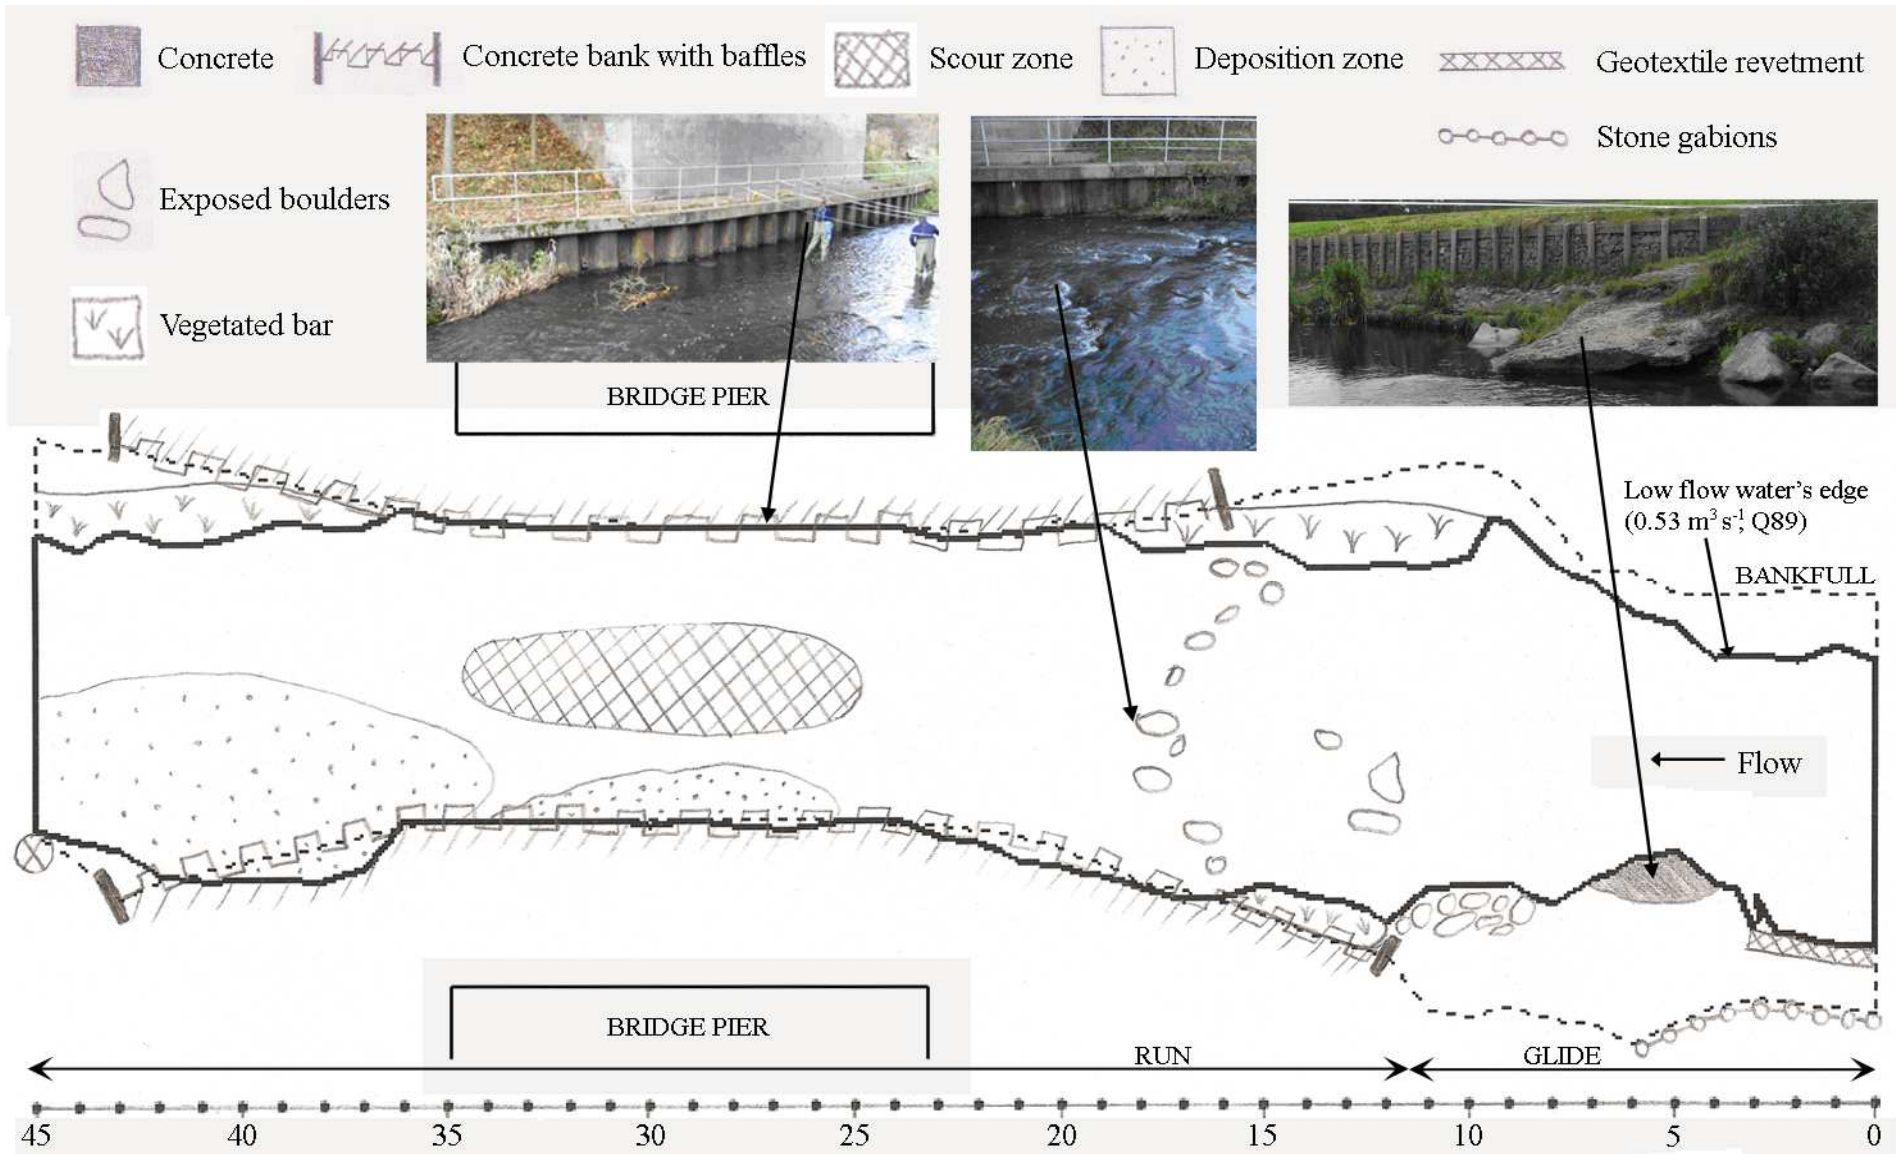 Concrete
Concrete bank with baffles
Scour zone
Deposition zone
Geotextile revetment
Stone gabions
Exposed boulders
Vegetated bar
BRIDGE PIER
Low flow water's edge
(0.53 m³ s⁻¹; Q89)
BANKFULL
Flow
BRIDGE PIER
RUN
GLIDE
45 40 35 30 25 20 15 10 5 0